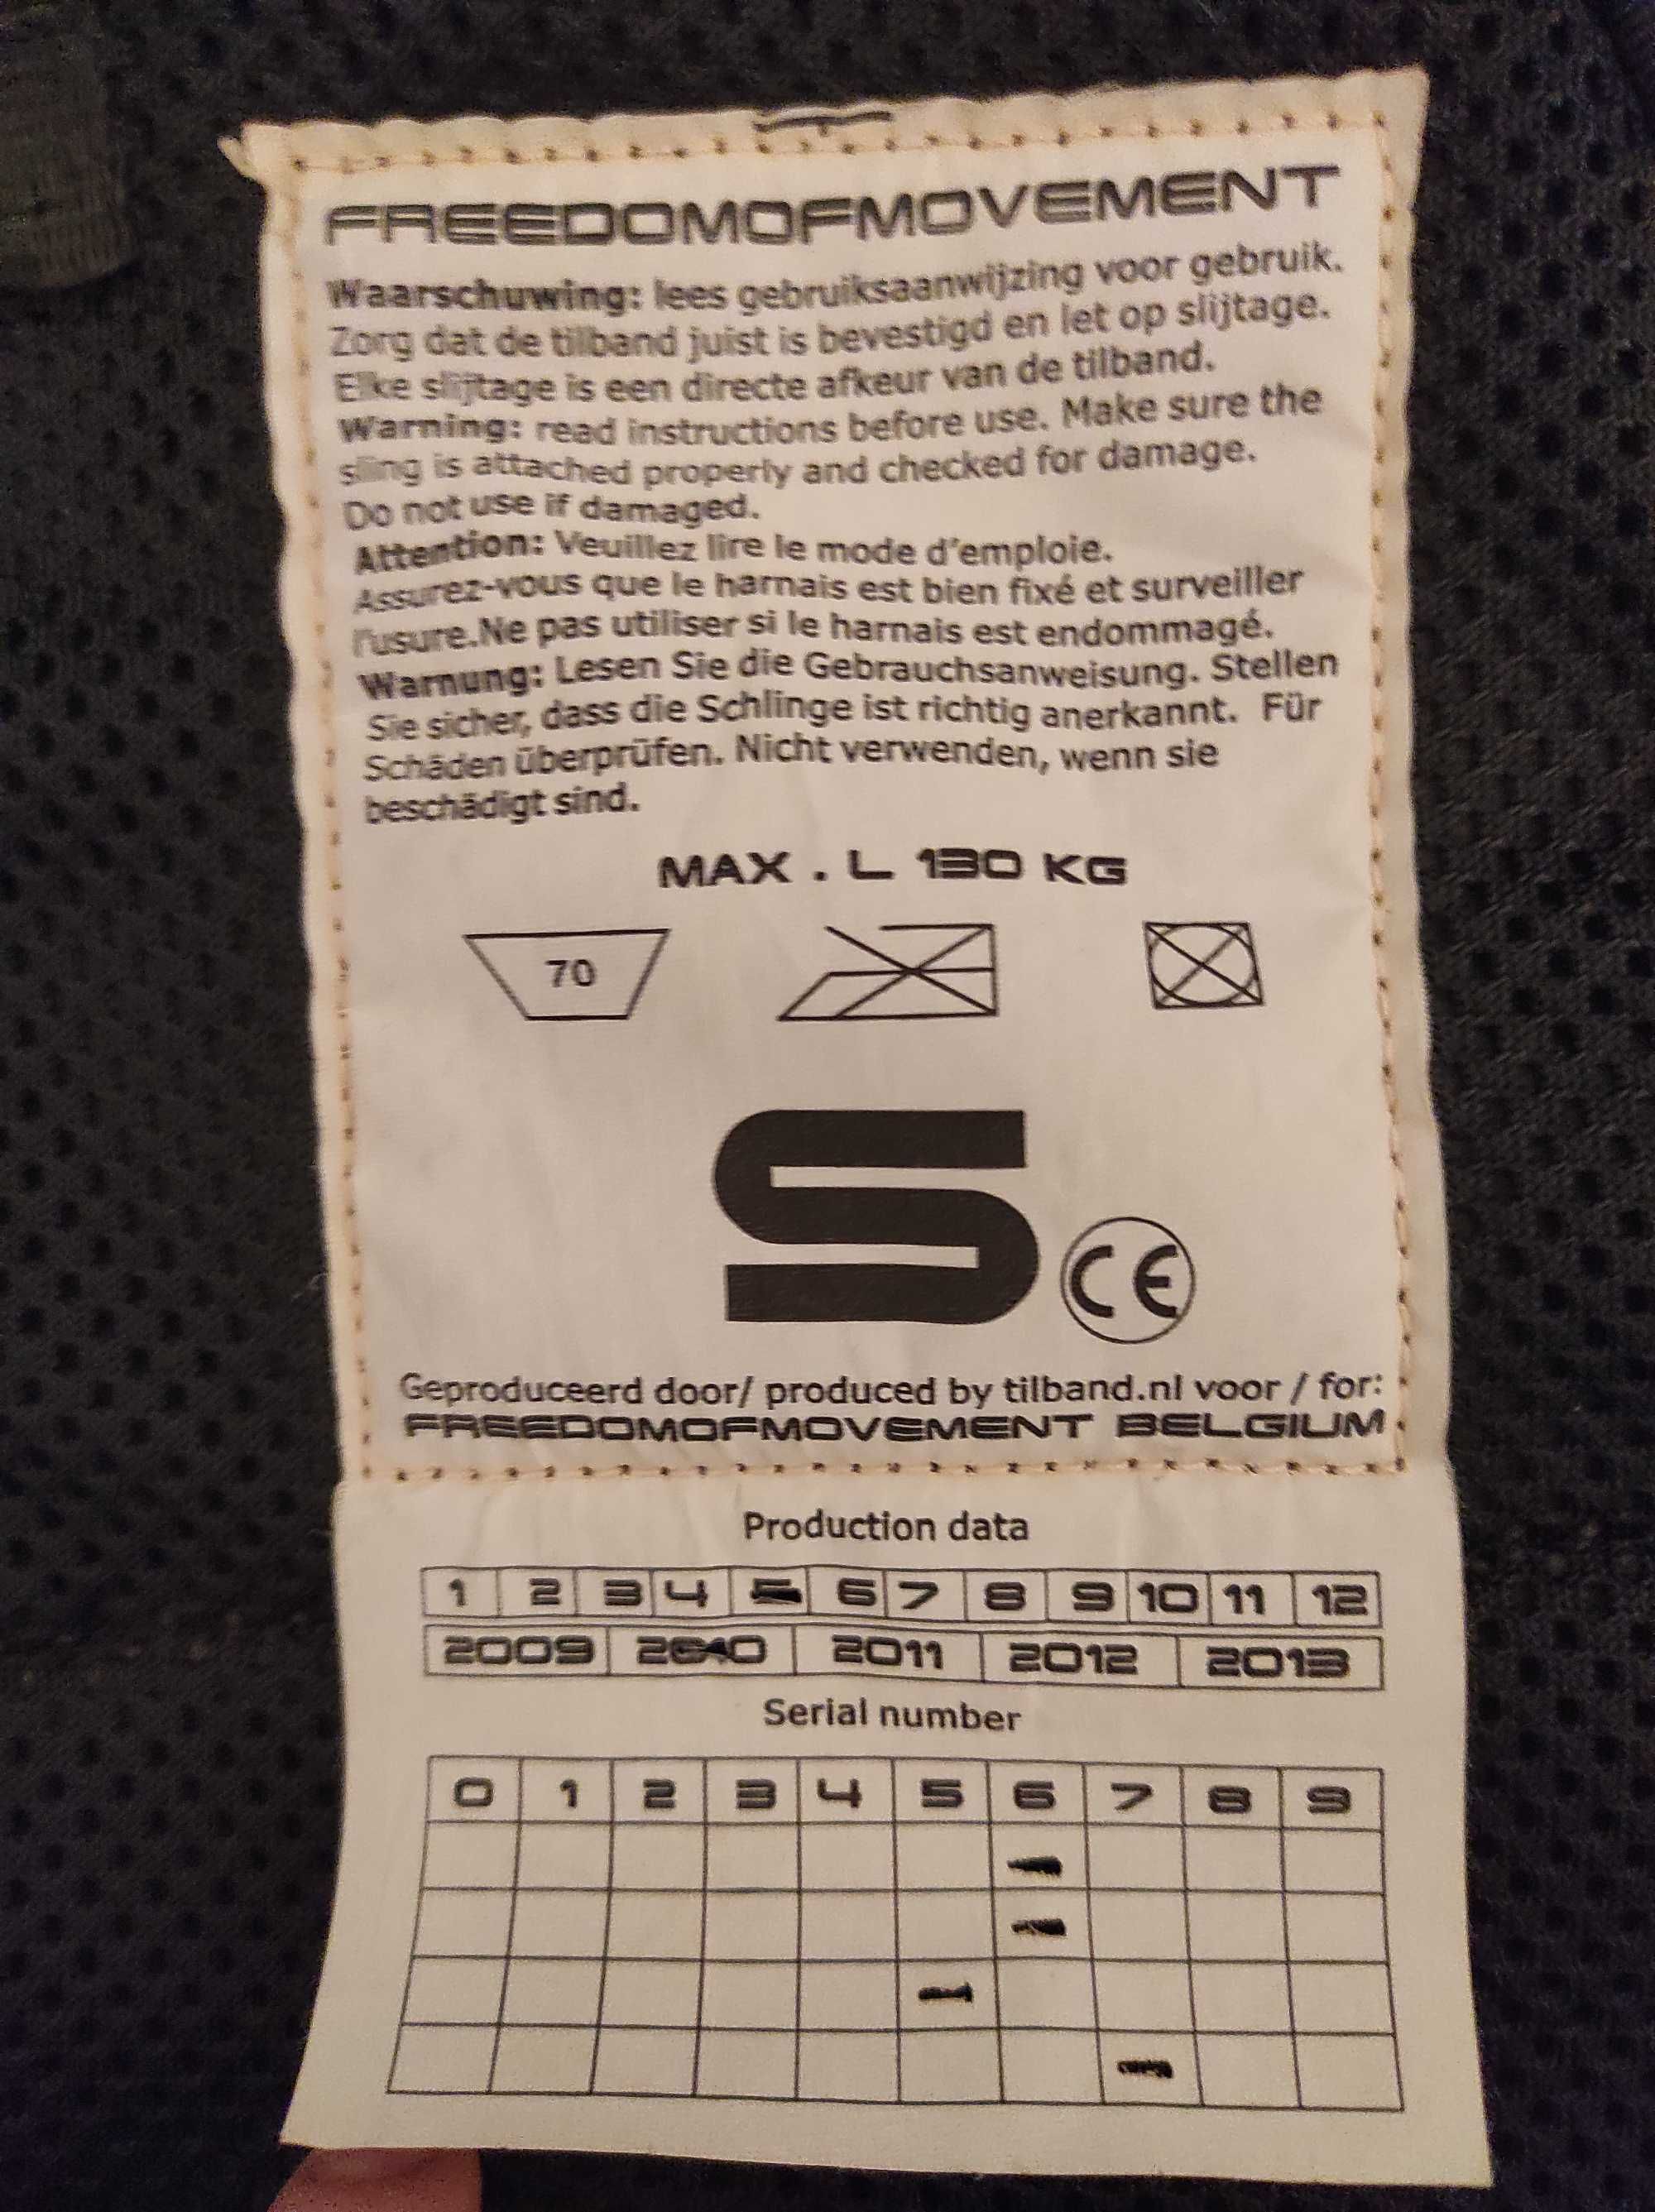 FREEDOMOFMOVEMENT
Waarschuwing: lees gebruiksaanwijzing voor gebruik.
Zorg dat de tilband juist is bevestigd en let op slijtage.
Elke slijtage is een directe afkeur van de tilband.
Warning: read instructions before use. Make sure the
sling is attached properly and checked for damage.
Do not use if damaged.
Attention: Veuillez lire le mode d'emploie.
Assurez-vous que le harnais est bien fixé et surveiller
l'usure.Ne pas utiliser si le harnais est endommagé.
Warnung: Lesen Sie die Gebrauchsanweisung. Stellen
Sie sicher, dass die Schlinge ist richtig anerkannt. Für
Schäden überprüfen. Nicht verwenden, wenn sie
beschädigt sind.
MAX . L 130 KG
70
S CE
Geproduceerd door/ produced by tilband.nl voor / for:
FREEDOMOFMOVEMENT BELGIUM
Production data
1 2 3 4 5 6 7 8 9 10 11 12
2009 2010 2011 2012 2013
Serial number
0 1 2 3 4 5 6 7 8 9